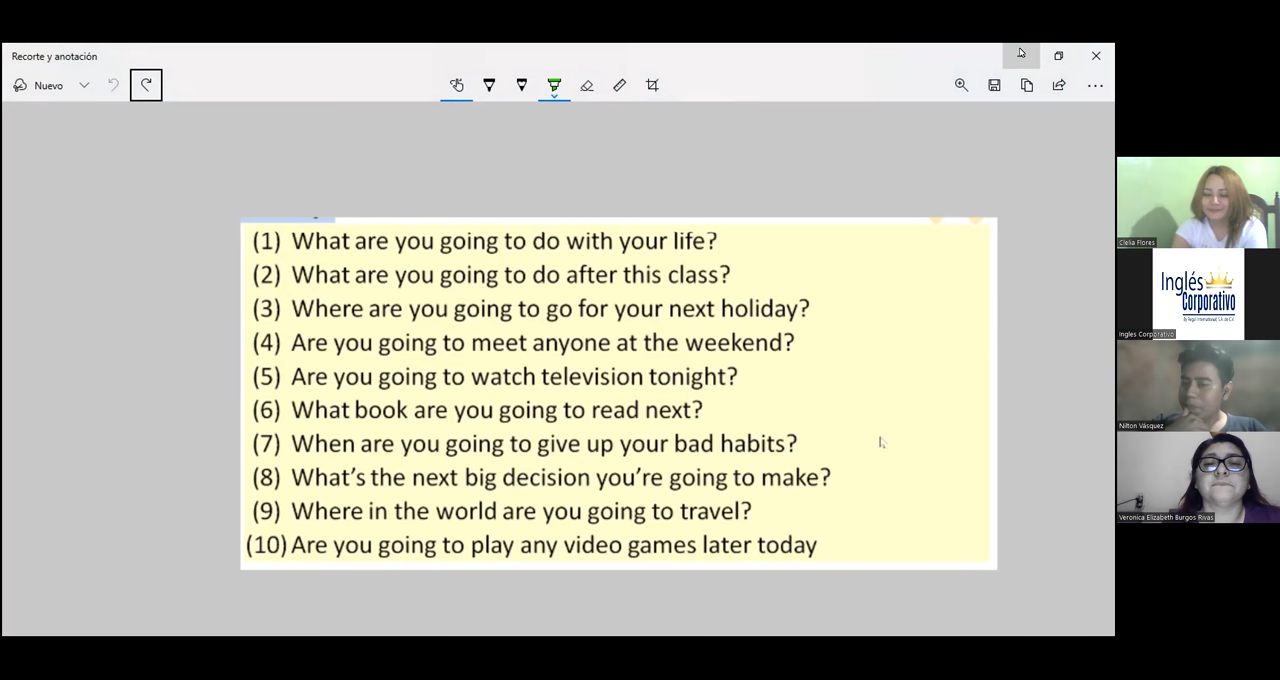 Recorte y anotación
Nuevo
(1) What are you going to do with your life?
(2) What are you going to do after this class?
(3) Where are you going to go for your next holiday?
(4) Are you going to meet anyone at the weekend?
(5) Are you going to watch television tonight?
(6) What book are you going to read next?
(7) When are you going to give up your bad habits?
(8) What's the next big decision you're going to make?
(9) Where in the world are you going to travel?
(10) Are you going to play any video games later today
Clelia Flores
Inglés
Corporativo
By Regal International, S.A. de C.V.
Ingles Corporativo
Nilton Vásquez
Veronica Elizabeth Burgos Rivas